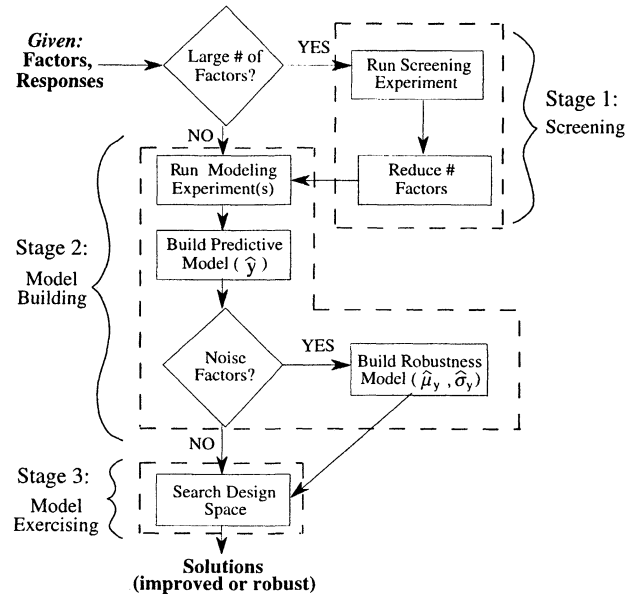 Given:
Factors,
Responses
Large # of
Factors?
YES
Run Screening
Experiment
Stage 1:
Screening
NO
Reduce #
Factors
Run Modeling
Experiment(s)
Stage 2:
Model
Building
Build Predictive
Model ( ŷ )
Noise
Factors?
YES
Build Robustness
Model ( μ̂y , σ̂y )
NO
Stage 3:
Model
Exercising
Search Design
Space
Solutions
(improved or robust)